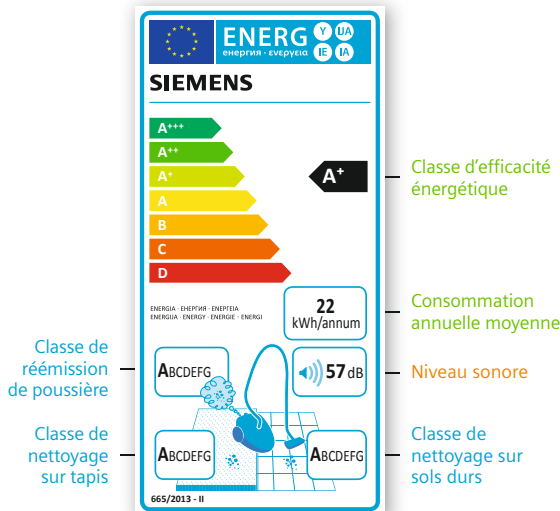 ENERG Y IJA
енергия · ενεργεια IE IA
SIEMENS
A+++
A++
A+
A
B
C
D
A+
Classe d'efficacité
énergétique
ENERGIA · ЕНЕРГИЯ · ΕΝΕΡΓΕΙΑ
ENERGIJA · ENERGY · ENERGIE · ENERGI
22
kWh/annum
Consommation
annuelle moyenne
Classe de
réémission
de poussière
ABCDEFG
57 dB
Niveau sonore
Classe de
nettoyage
sur tapis
ABCDEFG
ABCDEFG
Classe de
nettoyage sur
sols durs
665/2013 - II